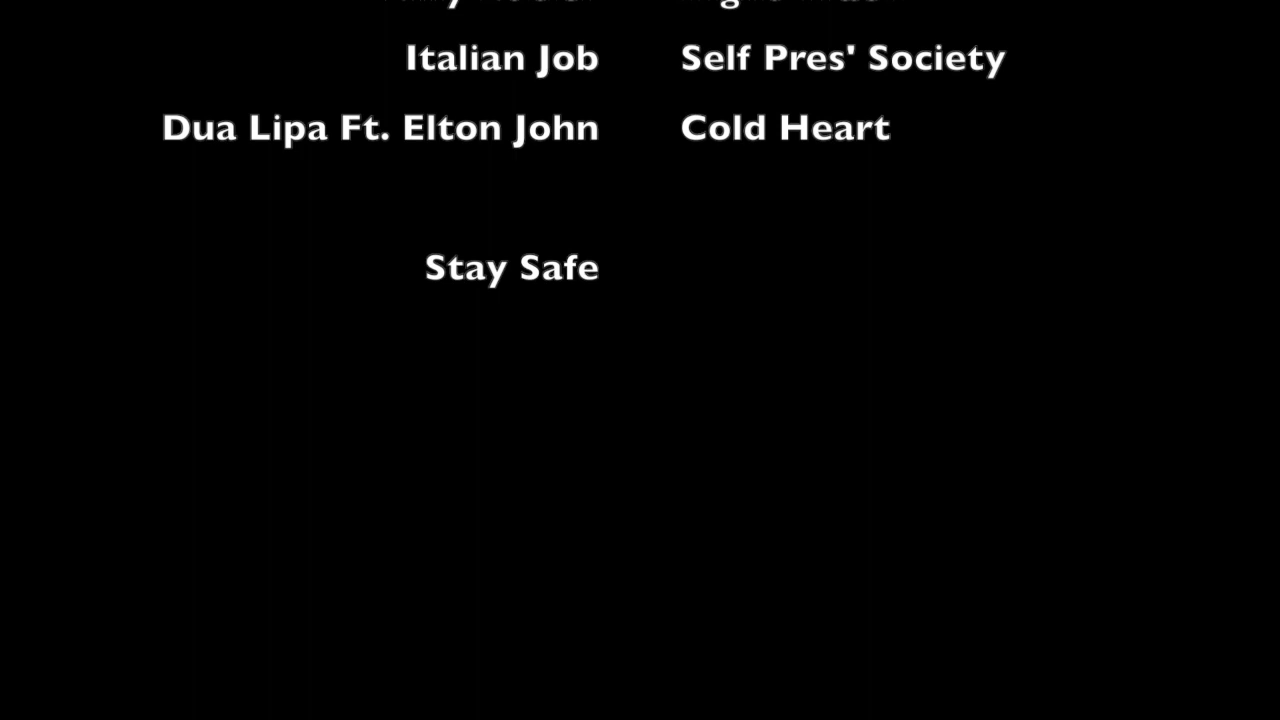 Italian Job Self Pres' Society
Dua Lipa Ft. Elton John Cold Heart
Stay Safe